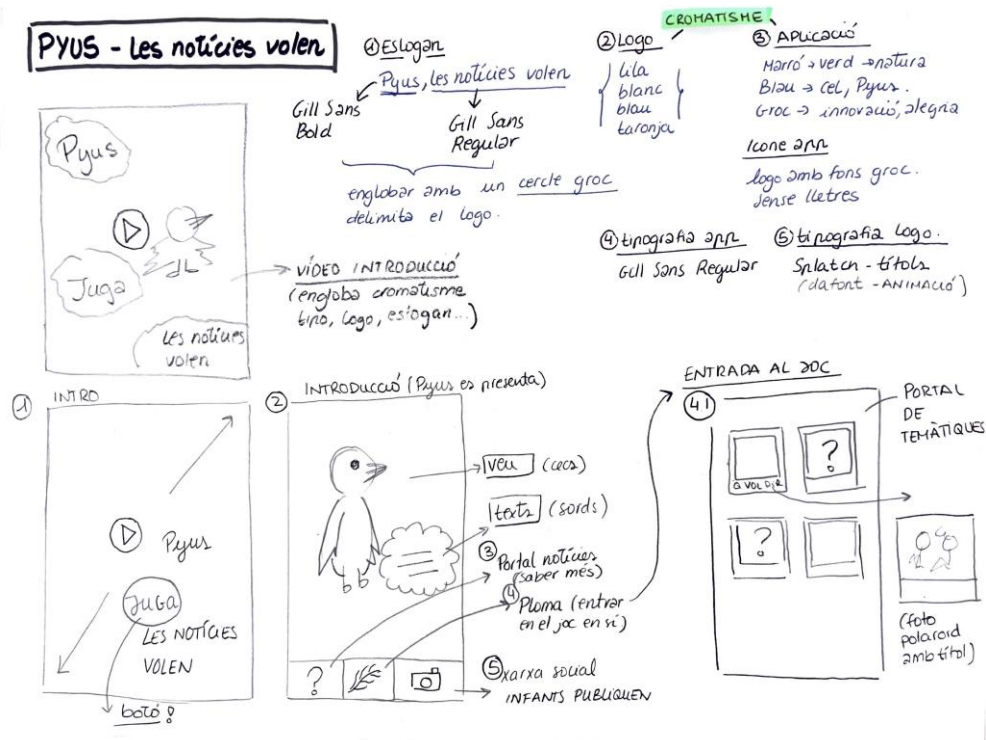 PYUS - Les notícies volen
① Eslogan
Pyus, les notícies volen
Gill Sans
Bold
Gill Sans
Regular
englobar amb un cercle groc
delimita el logo.
CROMATISME
② Logo
lila
blanc
blau
taronja
③ Aplicació
Marró → verd → natura
Blau → cel, Pyus.
Groc → innovació, alegria
Icone app
logo amb fons groc.
sense lletres
④ tipografia app
Gill Sans Regular
⑤ tipografia logo.
Splatch - títols
(dafont - ANIMACIÓ)
Pyus
Juga
Les notícies
volen
VÍDEO INTRODUCCIÓ
(engloba cromatisme
tipo, logo, eslogan...)
① INTRO
Pyus
JUGA
LES NOTÍCIES
VOLEN
botó!
② INTRODUCCIÓ (Pyus es presenta)
veu (cecs)
texts (sords)
③ Portal notícies
(saber més)
④ Ploma (entrar
en el joc en sí)
⑤ xarxa social
INFANTS PUBLIQUEN
?
ENTRADA AL JOC
41
PORTAL
DE
TEMÀTIQUES
?
?
(foto
polaroid
amb títol)